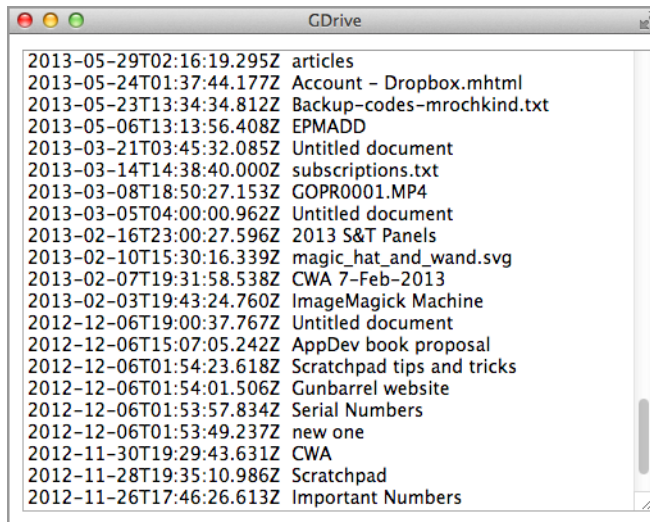 GDrive
2013-05-29T02:16:19.295Z articles
2013-05-24T01:37:44.177Z Account – Dropbox.mhtml
2013-05-23T13:34:34.812Z Backup-codes-mrochkind.txt
2013-05-06T13:13:56.408Z EPMADD
2013-03-21T03:45:32.085Z Untitled document
2013-03-14T14:38:40.000Z subscriptions.txt
2013-03-08T18:50:27.153Z GOPR0001.MP4
2013-03-05T04:00:00.962Z Untitled document
2013-02-16T23:00:27.596Z 2013 S&T Panels
2013-02-10T15:30:16.339Z magic_hat_and_wand.svg
2013-02-07T19:31:58.538Z CWA 7-Feb-2013
2013-02-03T19:43:24.760Z ImageMagick Machine
2012-12-06T19:00:37.767Z Untitled document
2012-12-06T15:07:05.242Z AppDev book proposal
2012-12-06T01:54:23.618Z Scratchpad tips and tricks
2012-12-06T01:54:01.506Z Gunbarrel website
2012-12-06T01:53:57.834Z Serial Numbers
2012-12-06T01:53:49.237Z new one
2012-11-30T19:29:43.631Z CWA
2012-11-28T19:35:10.986Z Scratchpad
2012-11-26T17:46:26.613Z Important Numbers